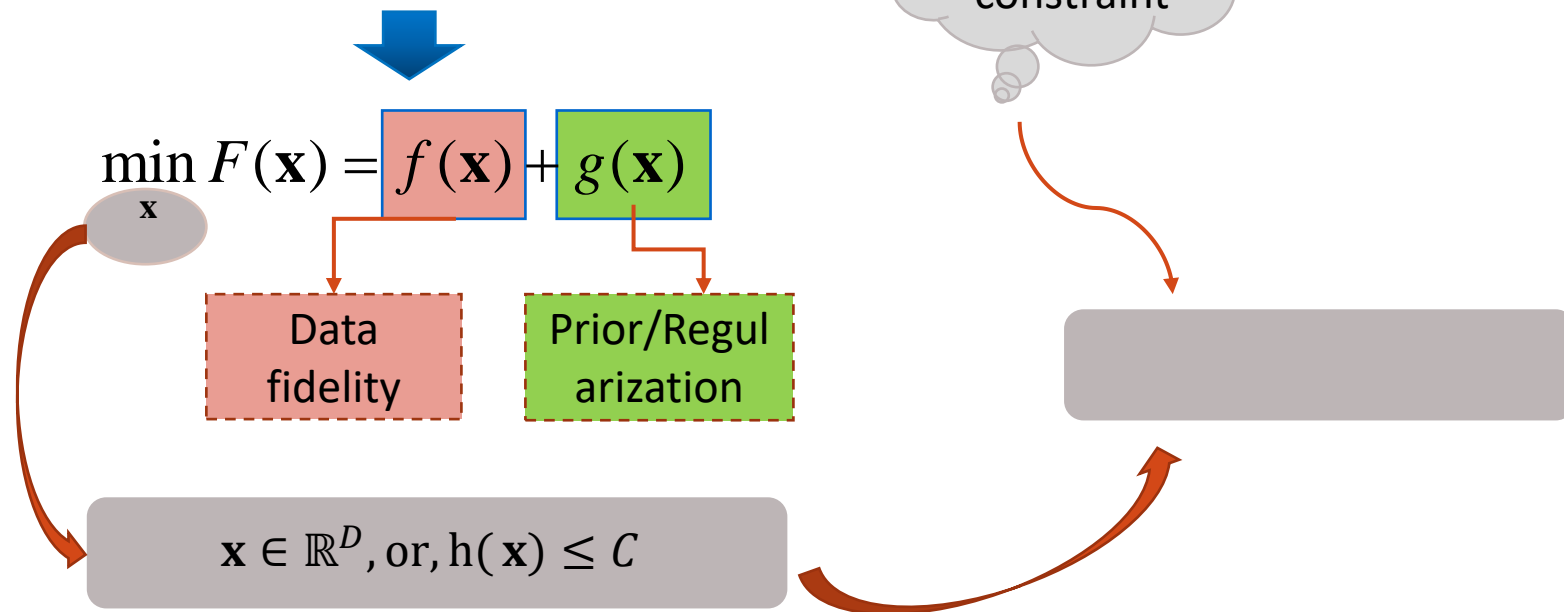 constraint
min F(x) = f(x) + g(x)
x
Data
fidelity
Prior/Regul
arization
x ∈ ℝ^D, or, h( x) ≤ C